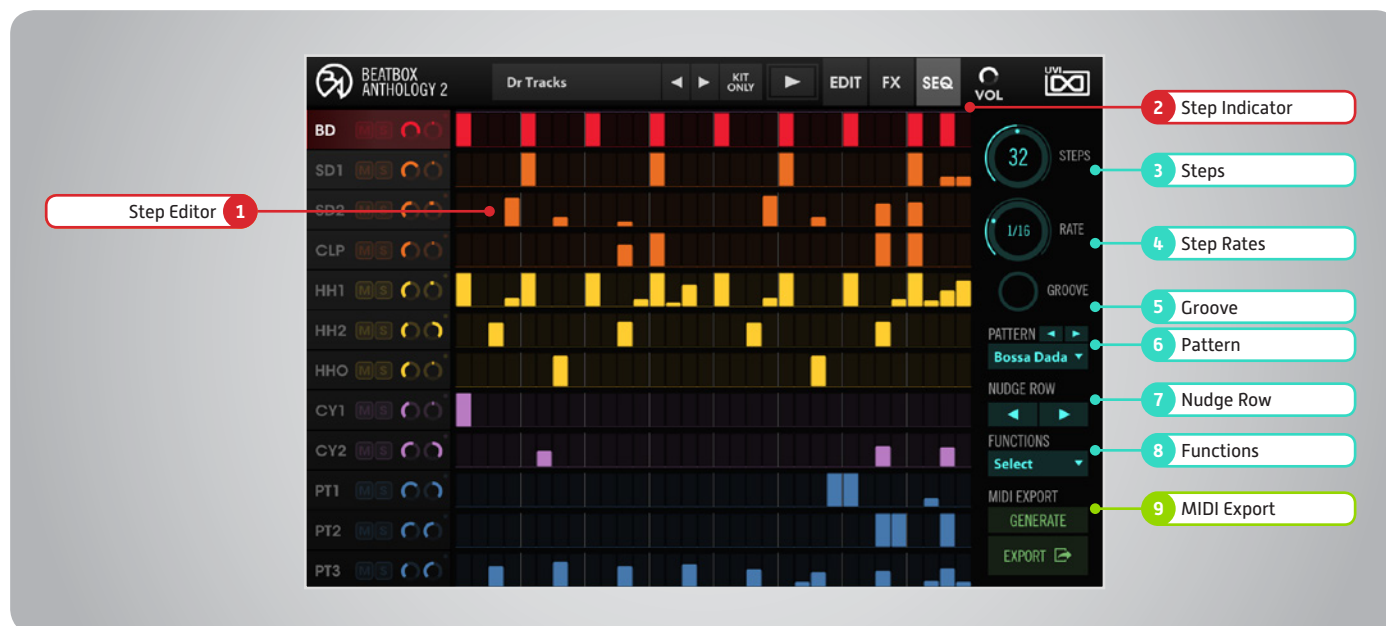 BEATBOX
ANTHOLOGY 2
Dr Tracks
KIT
ONLY
EDIT
FX
SEQ
VOL
UVI
2 Step Indicator
BD M S
32 STEPS
SD1 M S
3 Steps
Step Editor 1
SD2 M S
1/16 RATE
4 Step Rates
CLP M S
HH1 M S
GROOVE
5 Groove
HH2 M S
PATTERN
6 Pattern
Bossa Dada
HHO M S
NUDGE ROW
7 Nudge Row
CY1 M S
FUNCTIONS
8 Functions
CY2 M S
Select
PT1 M S
MIDI EXPORT
9 MIDI Export
GENERATE
PT2 M S
EXPORT
PT3 M S